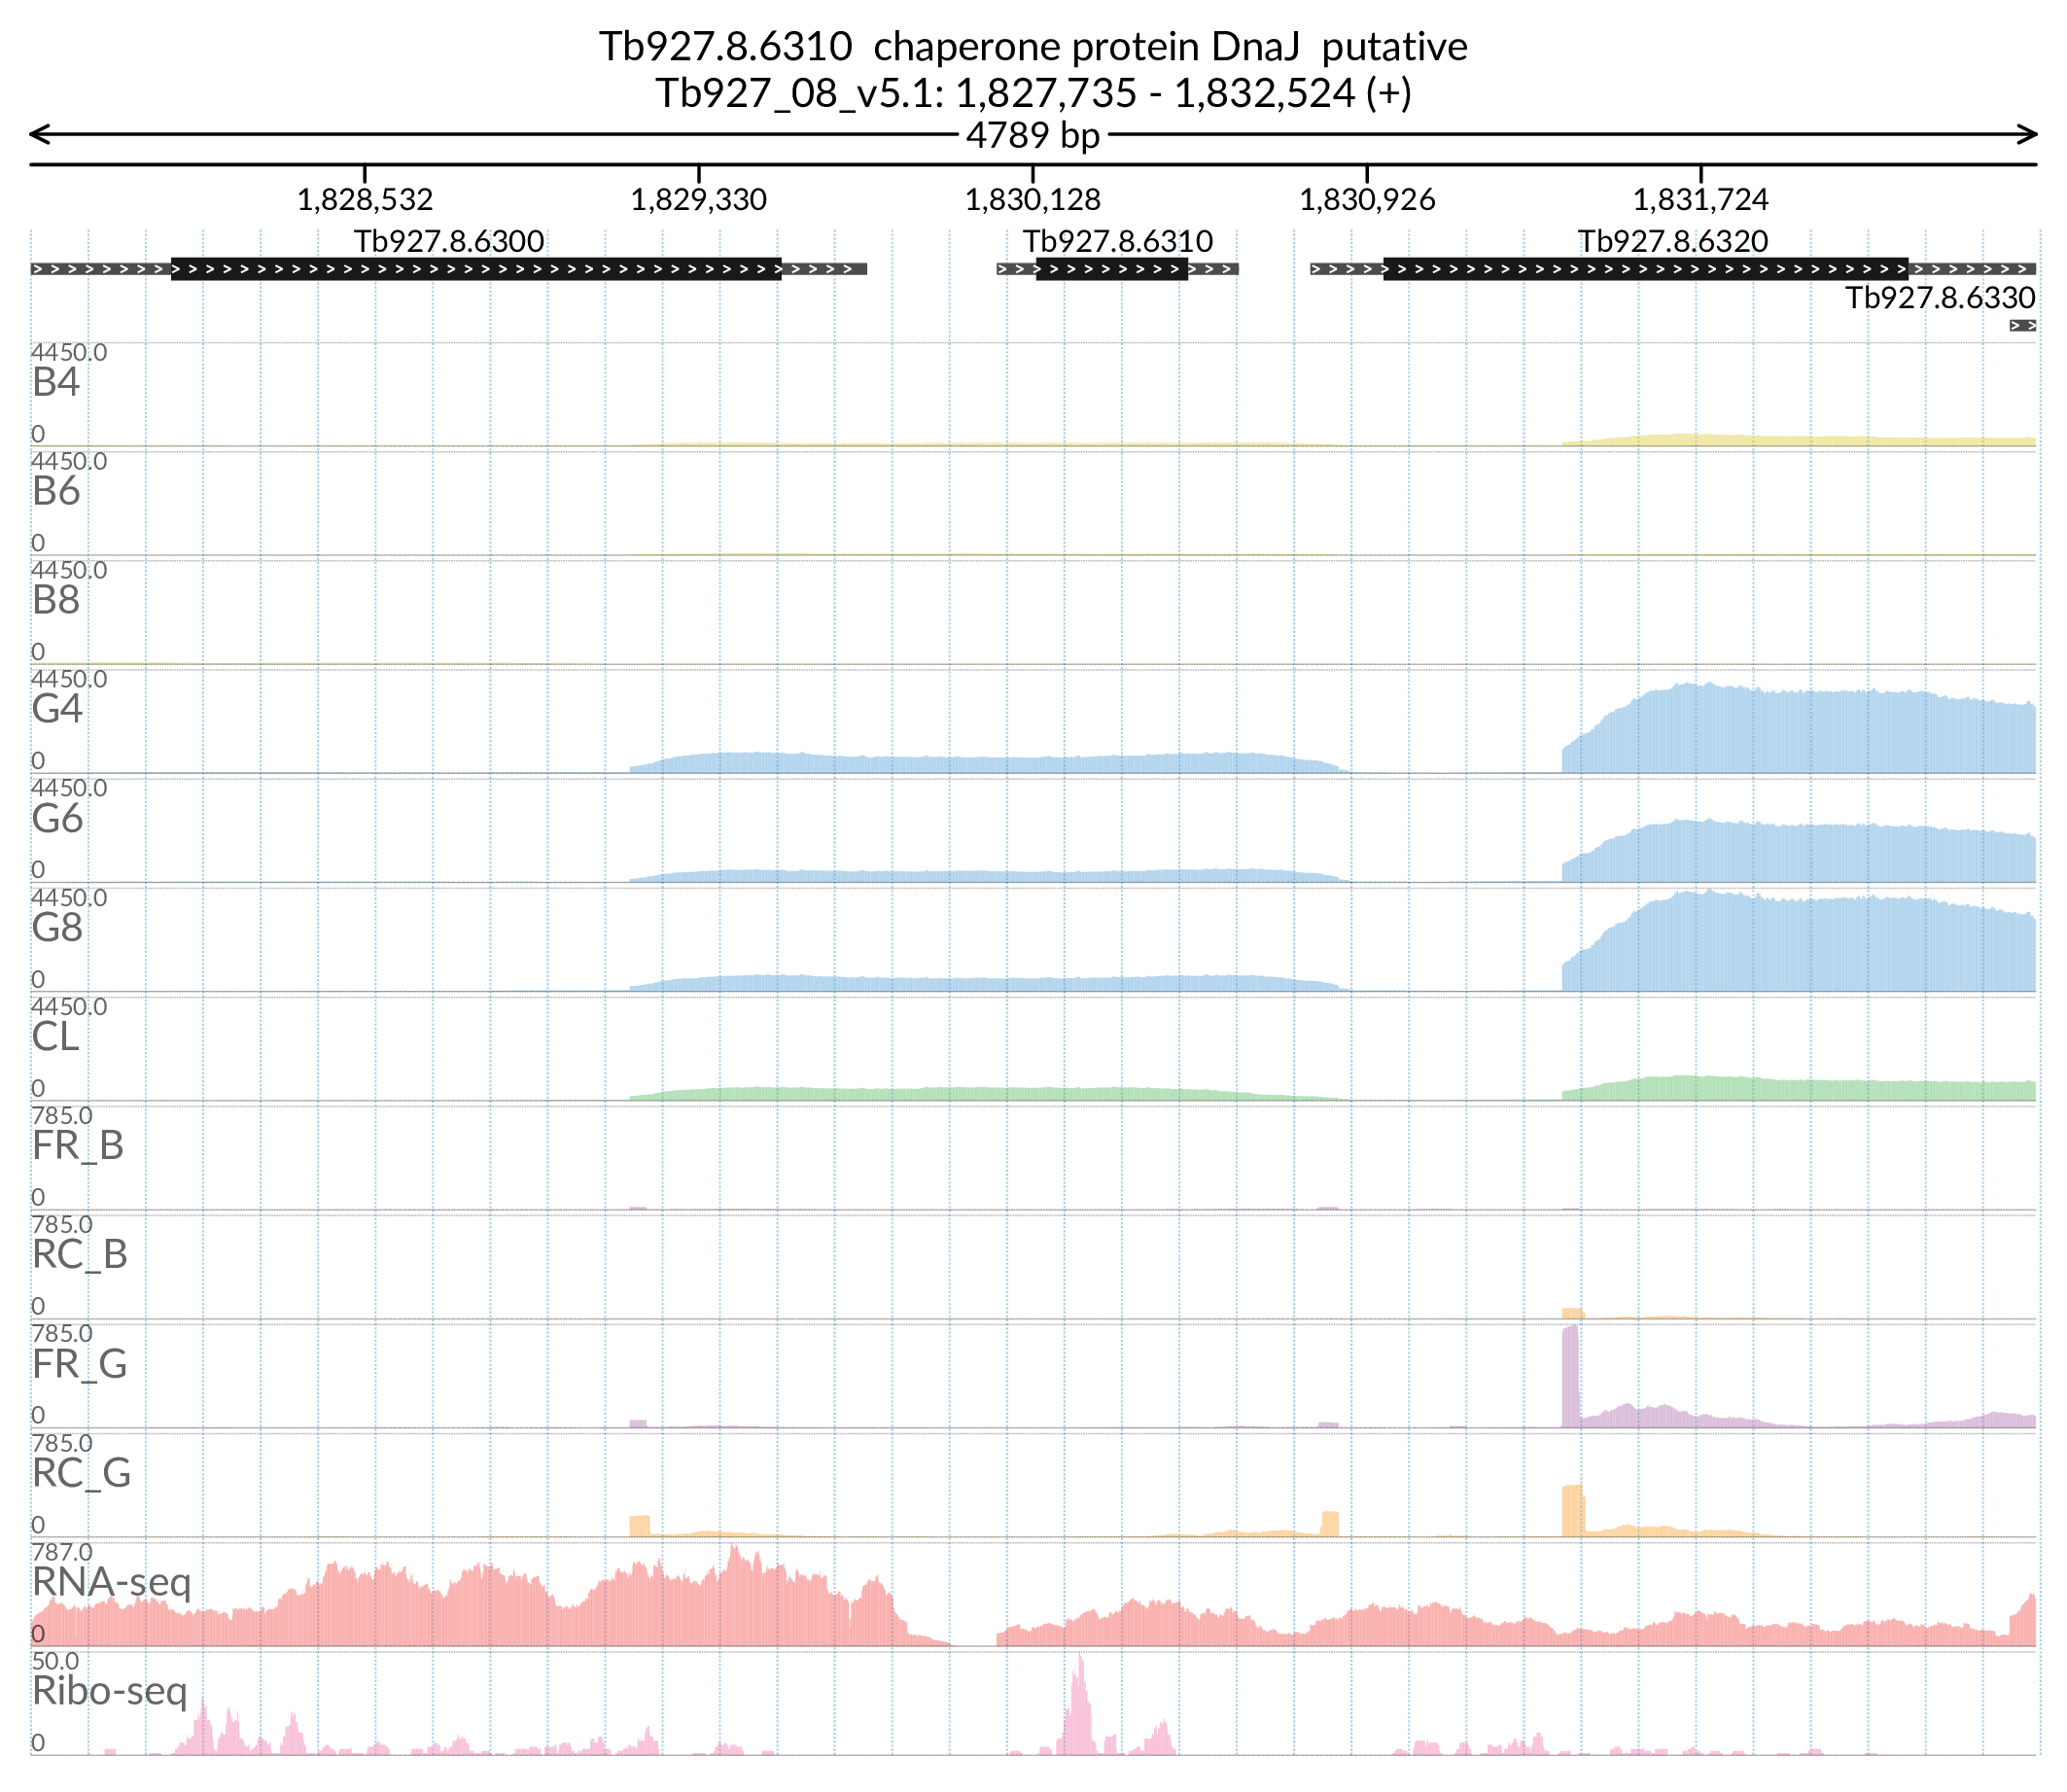 Tb927.8.6310  chaperone protein DnaJ  putative
Tb927_08_v5.1: 1,827,735 - 1,832,524 (+)
4789 bp
1,828,532 1,829,330 1,830,128 1,830,926 1,831,724
Tb927.8.6300 Tb927.8.6310 Tb927.8.6320
Tb927.8.6330
4450.0
B4
0
4450.0
B6
0
4450.0
B8
0
4450.0
G4
0
4450.0
G6
0
4450.0
G8
0
4450.0
CL
0
785.0
FR_B
0
785.0
RC_B
0
785.0
FR_G
0
785.0
RC_G
0
787.0
RNA-seq
0
50.0
Ribo-seq
0